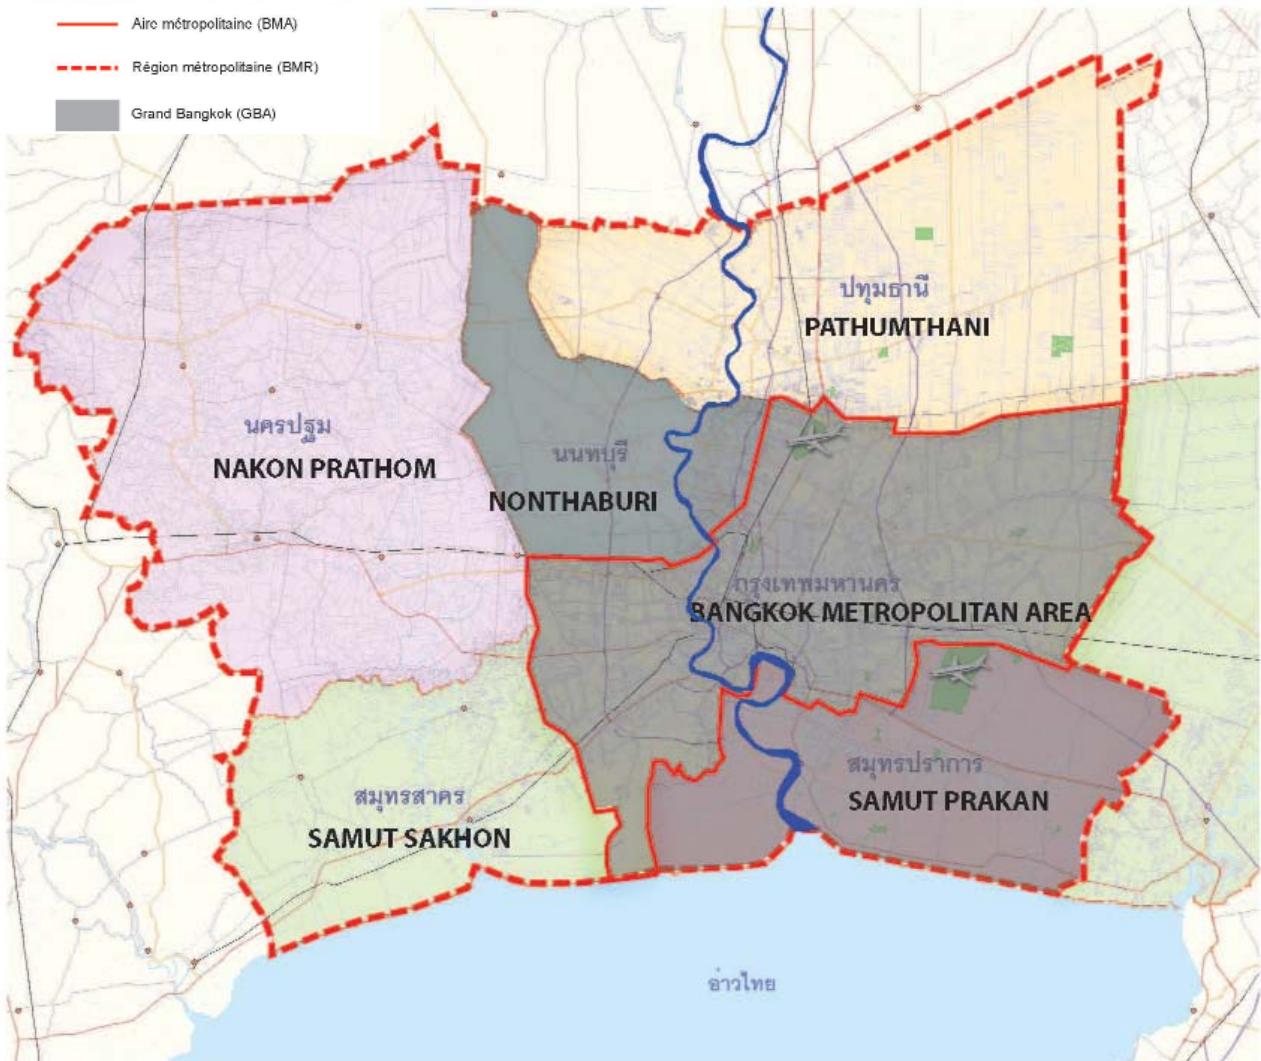 Aire métropolitaine (BMA)
Région métropolitaine (BMR)
Grand Bangkok (GBA)
ปทุมธานี
PATHUMTHANI
นครปฐม
NAKON PRATHOM
นนทบุรี
NONTHABURI
กรุงเทพมหานคร
BANGKOK METROPOLITAN AREA
สมุทรปราการ
SAMUT PRAKAN
สมุทรสาคร
SAMUT SAKHON
อ่าวไทย